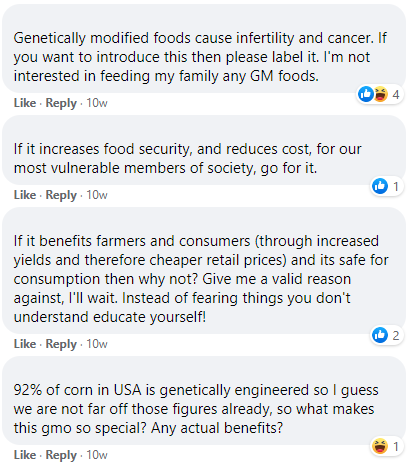 Genetically modified foods cause infertility and cancer. If
you want to introduce this then please label it. I'm not
interested in feeding my family any GM foods.
4
Like · Reply · 10w
If it increases food security, and reduces cost, for our
most vulnerable members of society, go for it.
1
Like · Reply · 10w
If it benefits farmers and consumers (through increased
yields and therefore cheaper retail prices) and its safe for
consumption then why not? Give me a valid reason
against, I'll wait. Instead of fearing things you don't
understand educate yourself!
2
Like · Reply · 10w
92% of corn in USA is genetically engineered so I guess
we are not far off those figures already, so what makes
this gmo so special? Any actual benefits?
1
Like · Reply · 10w